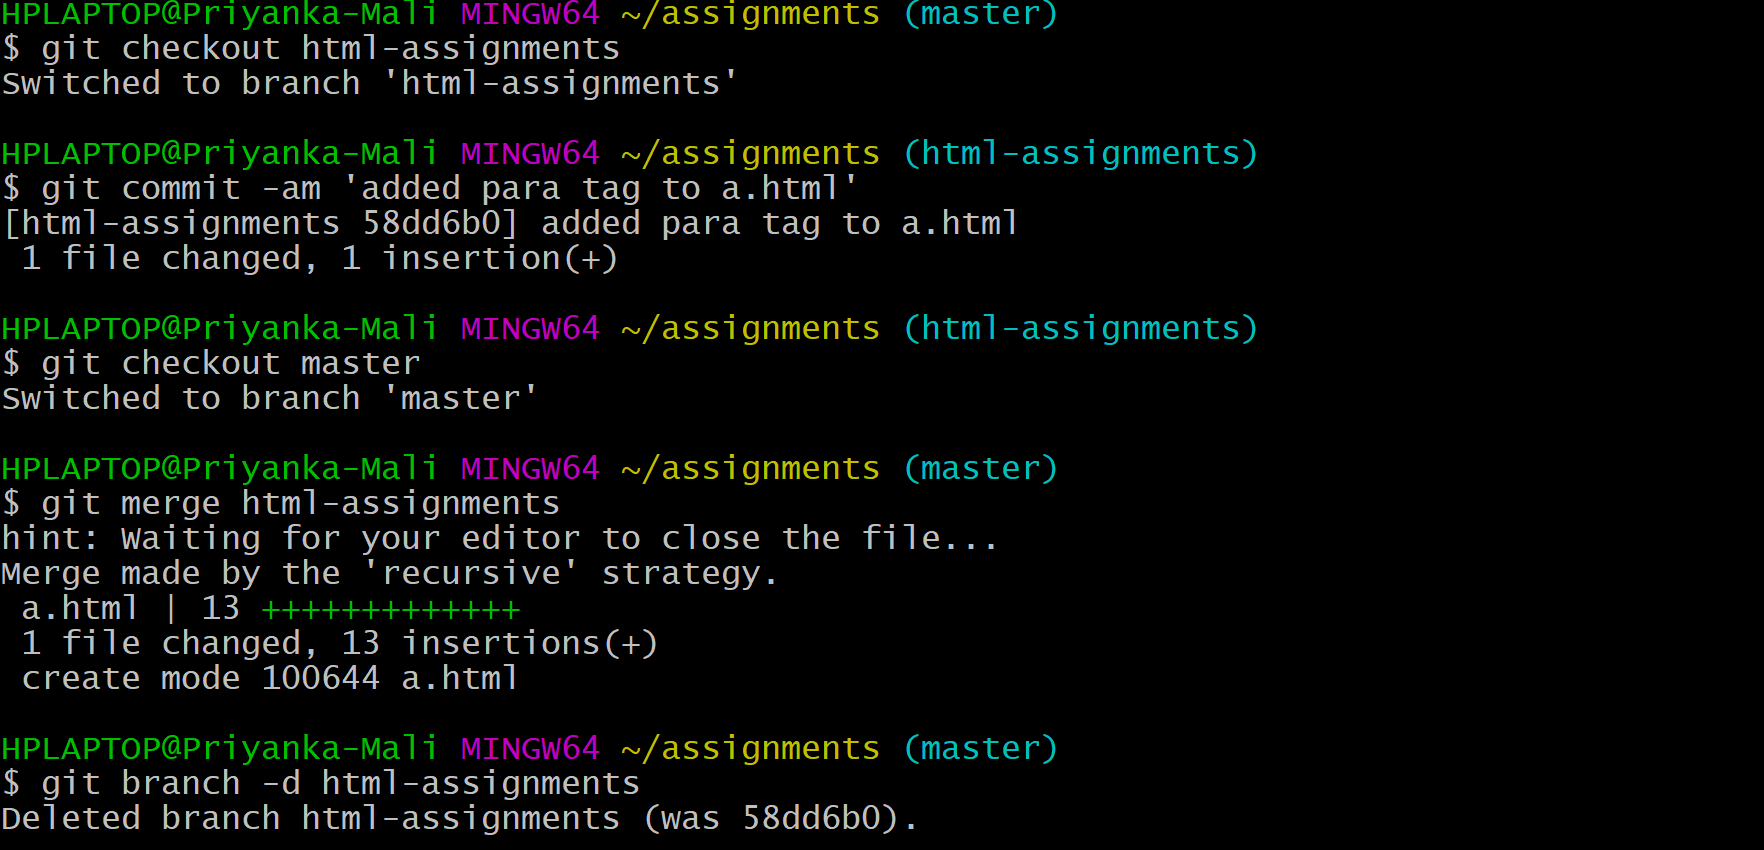 HPLAPTOP@Priyanka-Mali MINGW64 ~/assignments (master)
$ git checkout html-assignments
Switched to branch 'html-assignments'
HPLAPTOP@Priyanka-Mali MINGW64 ~/assignments (html-assignments)
$ git commit -am 'added para tag to a.html'
[html-assignments 58dd6b0] added para tag to a.html
 1 file changed, 1 insertion(+)
HPLAPTOP@Priyanka-Mali MINGW64 ~/assignments (html-assignments)
$ git checkout master
Switched to branch 'master'
HPLAPTOP@Priyanka-Mali MINGW64 ~/assignments (master)
$ git merge html-assignments
hint: Waiting for your editor to close the file...
Merge made by the 'recursive' strategy.
 a.html | 13 +++++++++++++
 1 file changed, 13 insertions(+)
 create mode 100644 a.html
HPLAPTOP@Priyanka-Mali MINGW64 ~/assignments (master)
$ git branch -d html-assignments
Deleted branch html-assignments (was 58dd6b0).